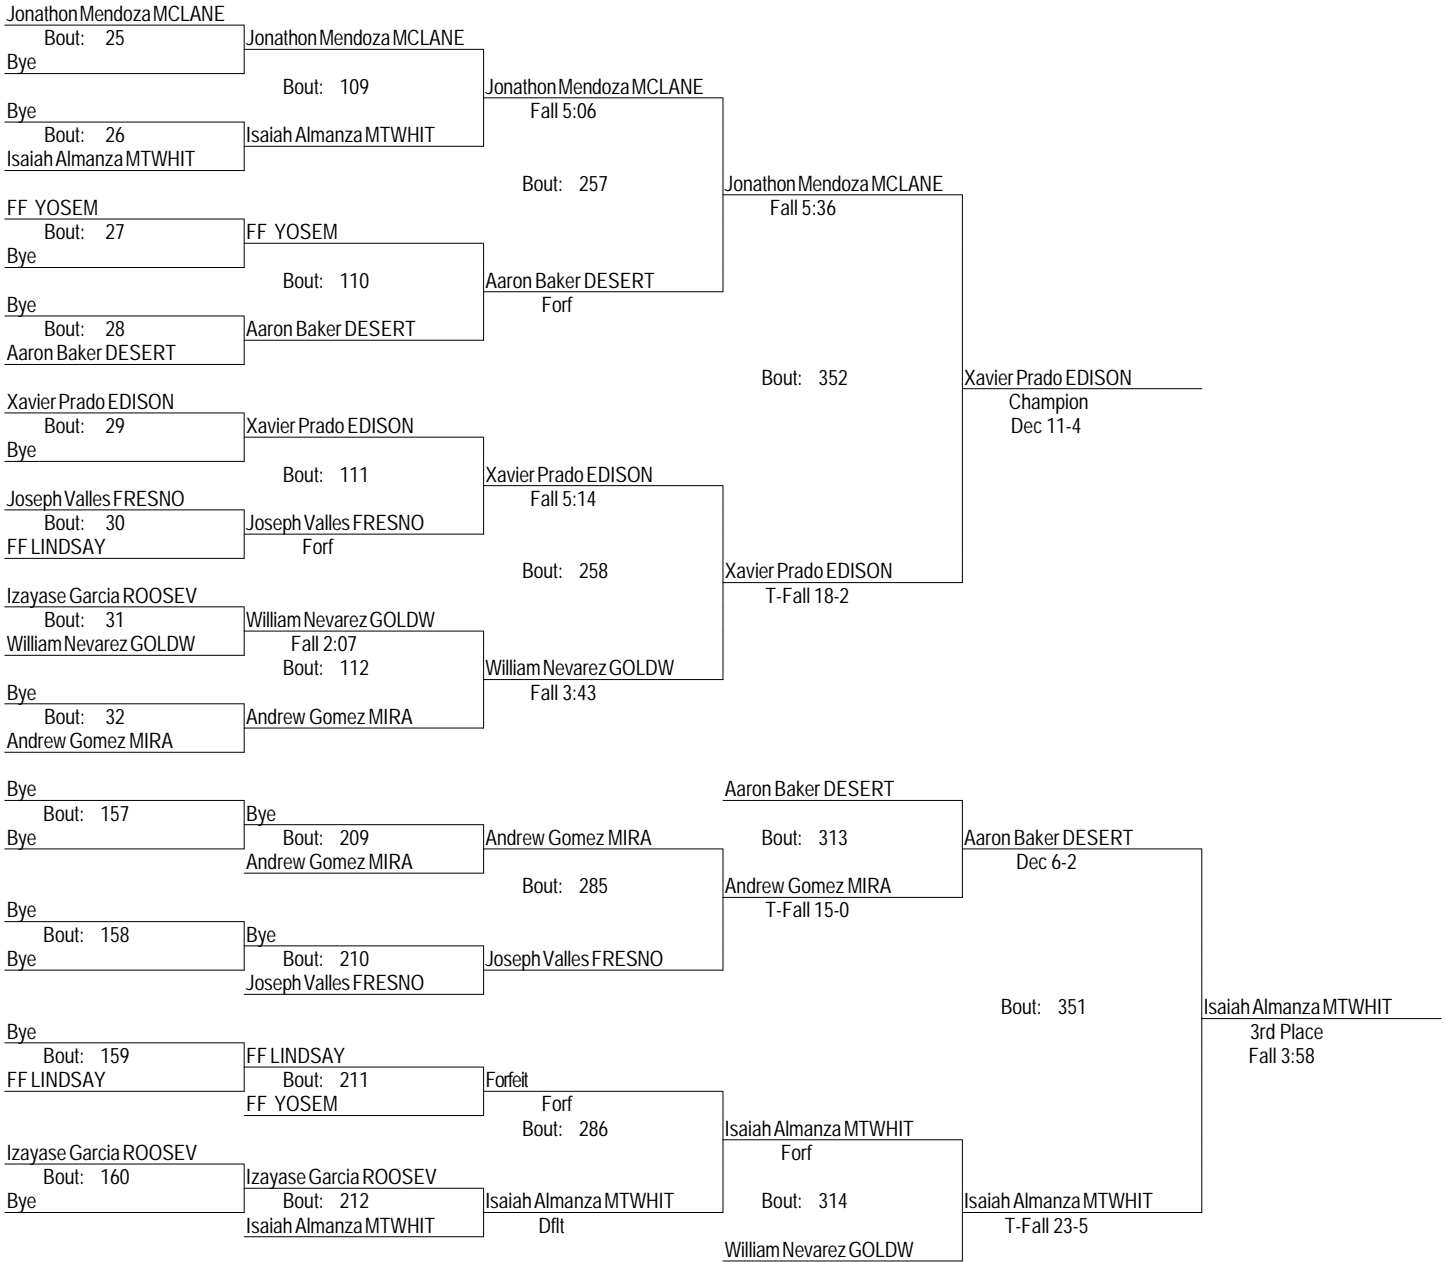 Jonathon Mendoza MCLANE
Bout: 25
Jonathon Mendoza MCLANE
Bye
Bout: 109
Jonathon Mendoza MCLANE
Bye
Fall 5:06
Bout: 26
Isaiah Almanza MTWHIT
Isaiah Almanza MTWHIT
Bout: 257
Jonathon Mendoza MCLANE
FF YOSEM
Fall 5:36
Bout: 27
FF YOSEM
Bye
Bout: 110
Aaron Baker DESERT
Bye
Forf
Bout: 28
Aaron Baker DESERT
Aaron Baker DESERT
Bout: 352
Xavier Prado EDISON
Xavier Prado EDISON
Champion
Bout: 29
Xavier Prado EDISON
Dec 11-4
Bye
Bout: 111
Xavier Prado EDISON
Joseph Valles FRESNO
Fall 5:14
Bout: 30
Joseph Valles FRESNO
FF LINDSAY
Forf
Bout: 258
Xavier Prado EDISON
Izayase Garcia ROOSEV
T-Fall 18-2
Bout: 31
William Nevarez GOLDW
William Nevarez GOLDW
Fall 2:07
Bout: 112
William Nevarez GOLDW
Bye
Fall 3:43
Bout: 32
Andrew Gomez MIRA
Andrew Gomez MIRA
Bye
Aaron Baker DESERT
Bout: 157
Bye
Bye
Bout: 209
Andrew Gomez MIRA
Bout: 313
Aaron Baker DESERT
Andrew Gomez MIRA
Dec 6-2
Bout: 285
Andrew Gomez MIRA
Bye
T-Fall 15-0
Bout: 158
Bye
Bye
Bout: 210
Joseph Valles FRESNO
Joseph Valles FRESNO
Bout: 351
Isaiah Almanza MTWHIT
Bye
3rd Place
Bout: 159
FF LINDSAY
Fall 3:58
FF LINDSAY
Bout: 211
Forfeit
FF YOSEM
Forf
Bout: 286
Isaiah Almanza MTWHIT
Izayase Garcia ROOSEV
Forf
Bout: 160
Izayase Garcia ROOSEV
Bye
Bout: 212
Isaiah Almanza MTWHIT
Bout: 314
Isaiah Almanza MTWHIT
Isaiah Almanza MTWHIT
Dflt
T-Fall 23-5
William Nevarez GOLDW